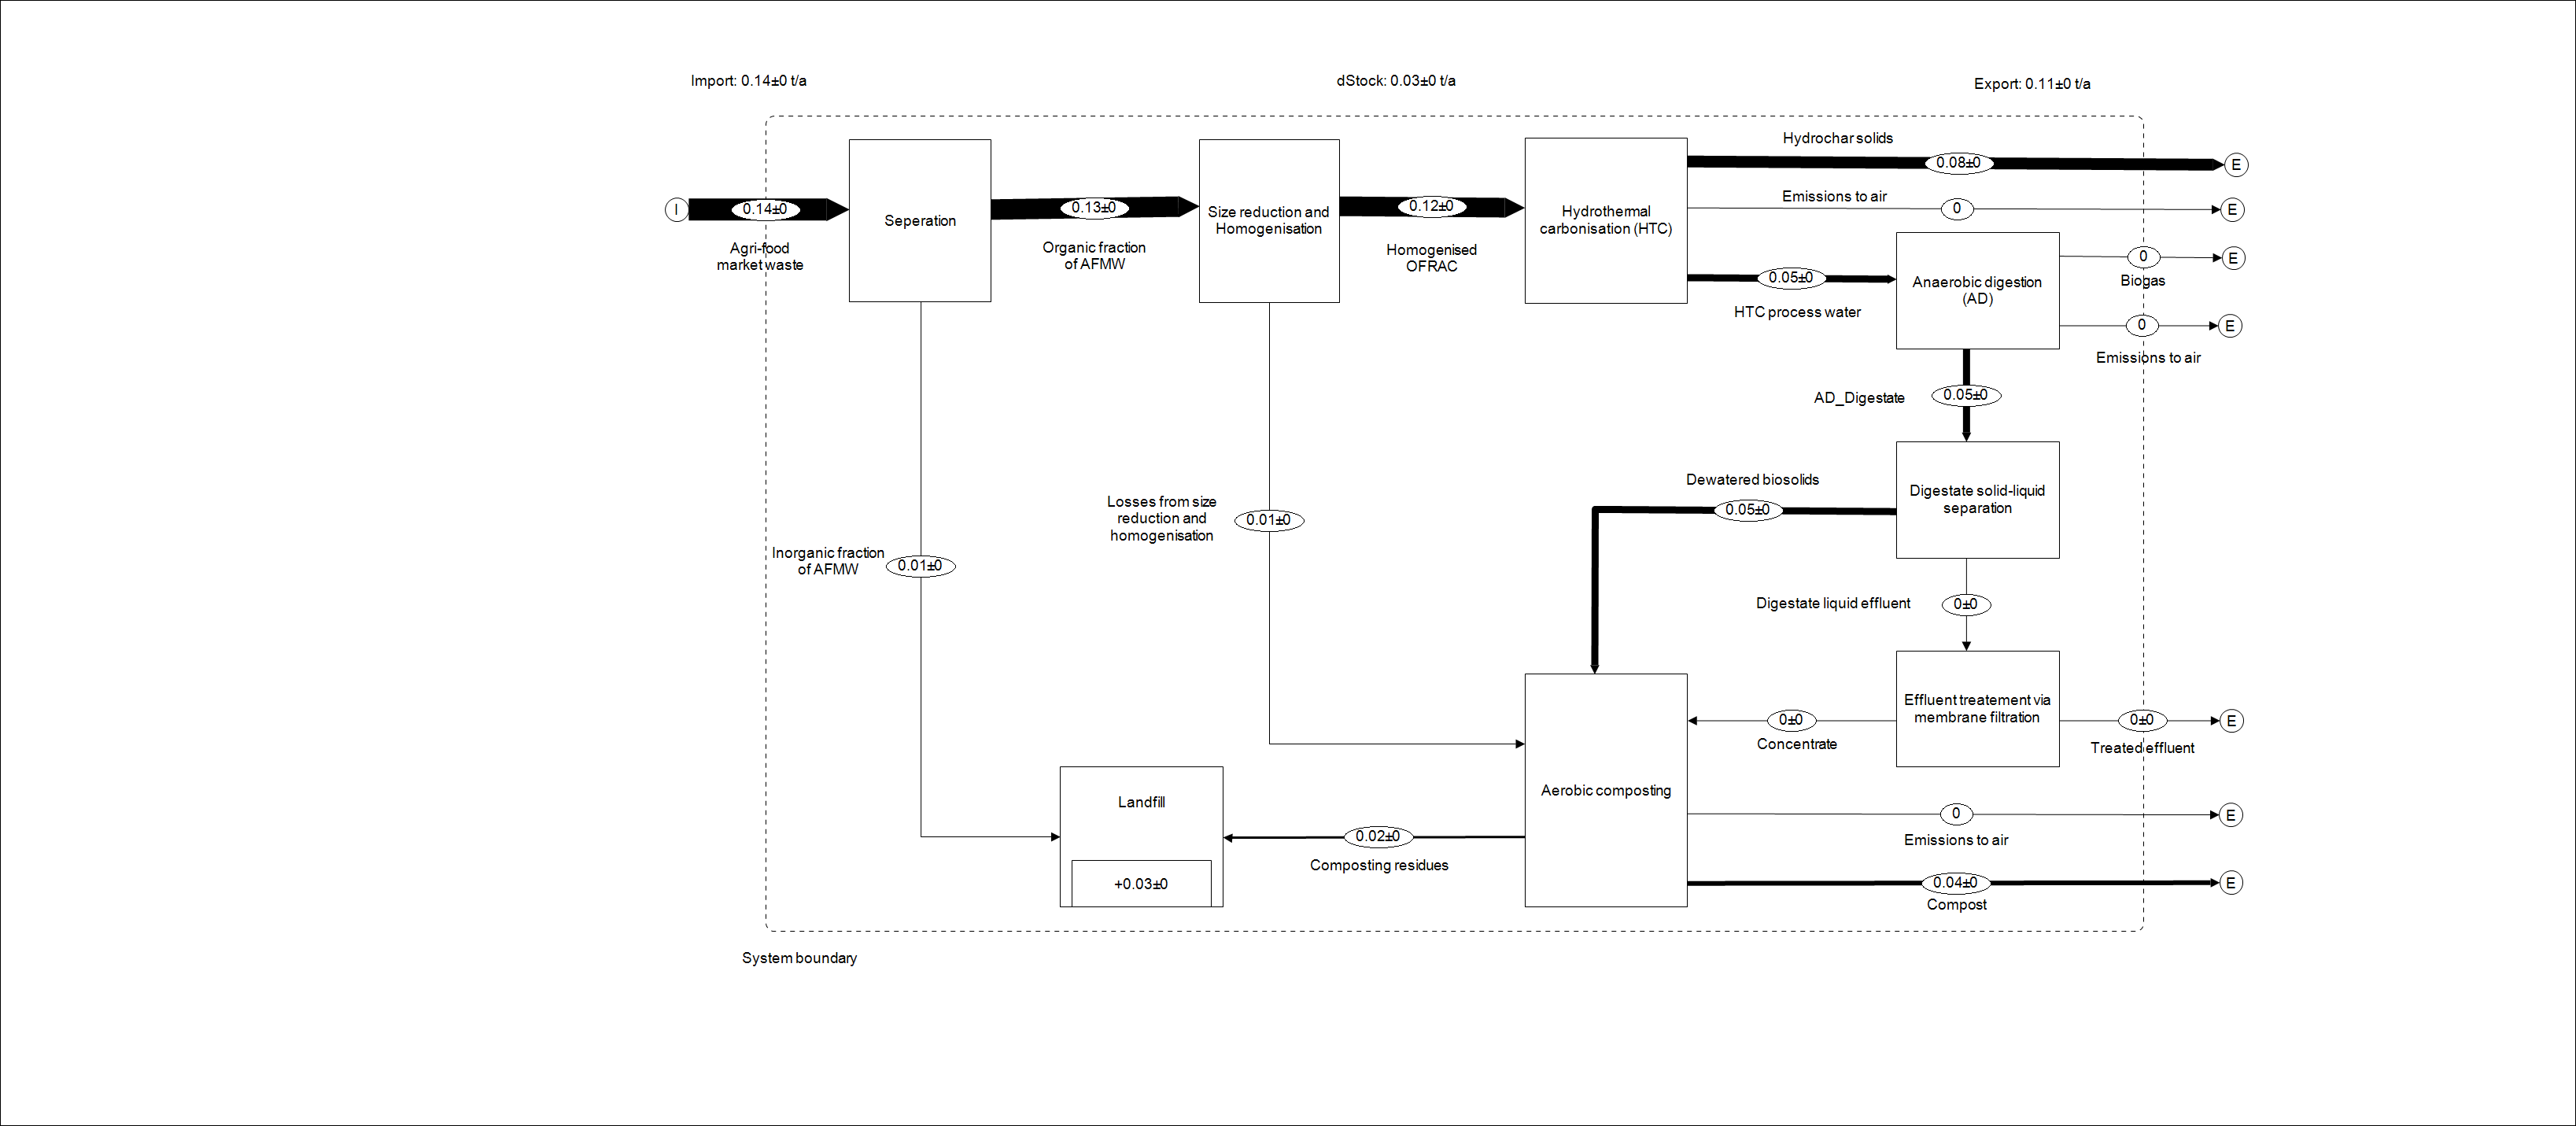 Import: 0.14±0 t/a
dStock: 0.03±0 t/a
Export: 0.11±0 t/a
Hydrochar solids
0.08±0
E
Emissions to air
0
E
I
0.14±0
Agri-food
market waste
Seperation
0.13±0
Organic fraction
of AFMW
Size reduction and
Homogenisation
0.12±0
Homogenised
OFRAC
Hydrothermal
carbonisation (HTC)
0.05±0
HTC process water
Anaerobic digestion
(AD)
0
E
Biogas
0
E
Emissions to air
AD_Digestate
0.05±0
Dewatered biosolids
0.05±0
Digestate solid-liquid
separation
Losses from size
reduction and
homogenisation
0.01±0
Inorganic fraction
of AFMW
0.01±0
Digestate liquid effluent
0±0
Effluent treatement via
membrane filtration
0±0
Concentrate
0±0
E
Treated effluent
Aerobic composting
Landfill
+0.03±0
0.02±0
Composting residues
0
E
Emissions to air
0.04±0
E
Compost
System boundary